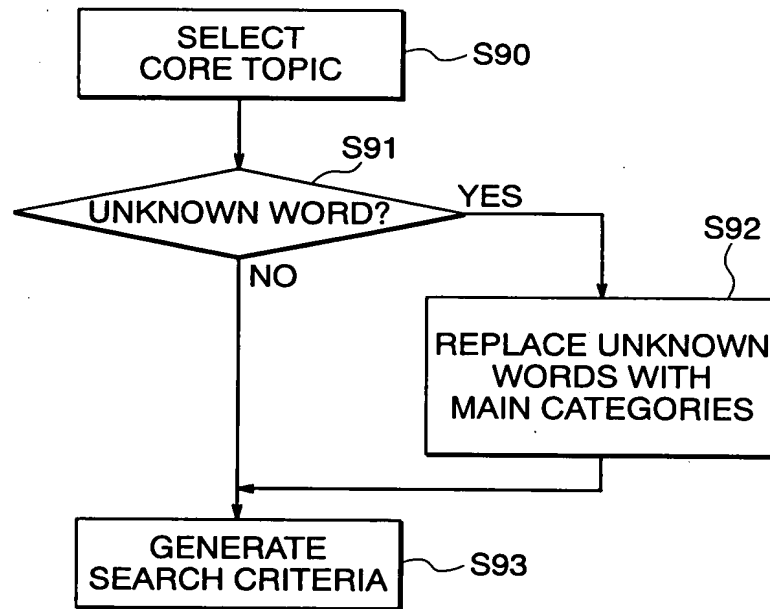 SELECT
CORE TOPIC
S90
S91
UNKNOWN WORD?
YES
NO
S92
REPLACE UNKNOWN
WORDS WITH
MAIN CATEGORIES
GENERATE
SEARCH CRITERIA
S93